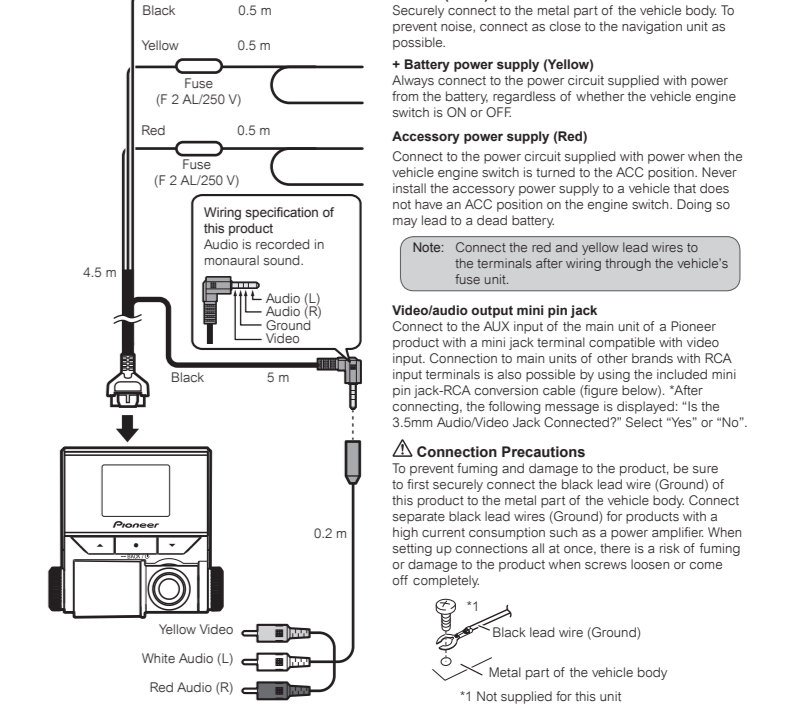 Black 0.5 m
Yellow 0.5 m
Fuse
(F 2 AL/250 V)
Red 0.5 m
Fuse
(F 2 AL/250 V)
Wiring specification of
this product
Audio is recorded in
monaural sound.
Audio (L)
Audio (R)
Ground
Video
4.5 m
Black 5 m
Pioneer
BACK /
0.2 m
Yellow Video
White Audio (L)
Red Audio (R)
Securely connect to the metal part of the vehicle body. To
prevent noise, connect as close to the navigation unit as
possible.
+ Battery power supply (Yellow)
Always connect to the power circuit supplied with power
from the battery, regardless of whether the vehicle engine
switch is ON or OFF.
Accessory power supply (Red)
Connect to the power circuit supplied with power when the
vehicle engine switch is turned to the ACC position. Never
install the accessory power supply to a vehicle that does
not have an ACC position on the engine switch. Doing so
may lead to a dead battery.
Note: Connect the red and yellow lead wires to
the terminals after wiring through the vehicle's
fuse unit.
Video/audio output mini pin jack
Connect to the AUX input of the main unit of a Pioneer
product with a mini jack terminal compatible with video
input. Connection to main units of other brands with RCA
input terminals is also possible by using the included mini
pin jack-RCA conversion cable (figure below). *After
connecting, the following message is displayed: “Is the
3.5mm Audio/Video Jack Connected?” Select “Yes” or “No”.
⚠ Connection Precautions
To prevent fuming and damage to the product, be sure
to first securely connect the black lead wire (Ground) of
this product to the metal part of the vehicle body. Connect
separate black lead wires (Ground) for products with a
high current consumption such as a power amplifier. When
setting up connections all at once, there is a risk of fuming
or damage to the product when screws loosen or come
off completely.
*1
Black lead wire (Ground)
Metal part of the vehicle body
*1 Not supplied for this unit